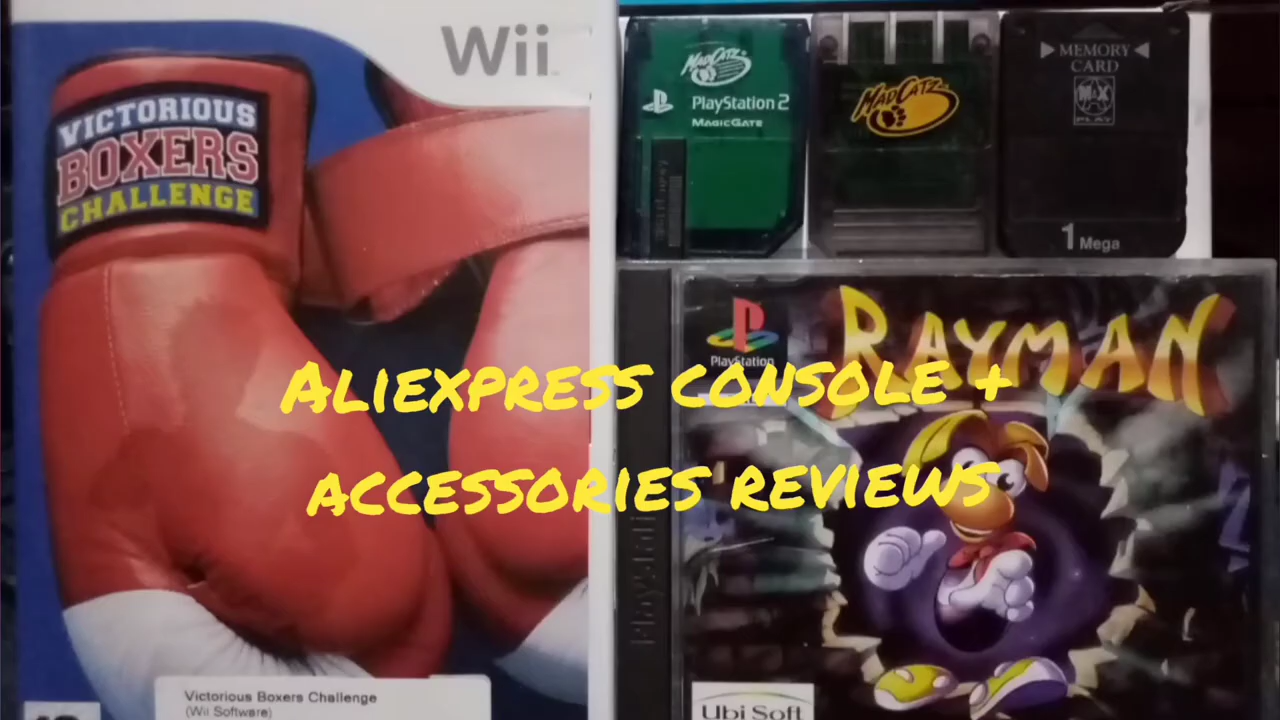 Wii
VICTORIOUS
BOXERS
CHALLENGE
Victorious Boxers Challenge
(Wii Software)
MADCATZ
PlayStation 2
MAGICGATE
MADCATZ
MEMORY
CARD
MAX
PLAY
1 Mega
PlayStation
RAYMAN
Ubi Soft
ALIEXPRESS CONSOLE +
ACCESSORIES REVIEWS